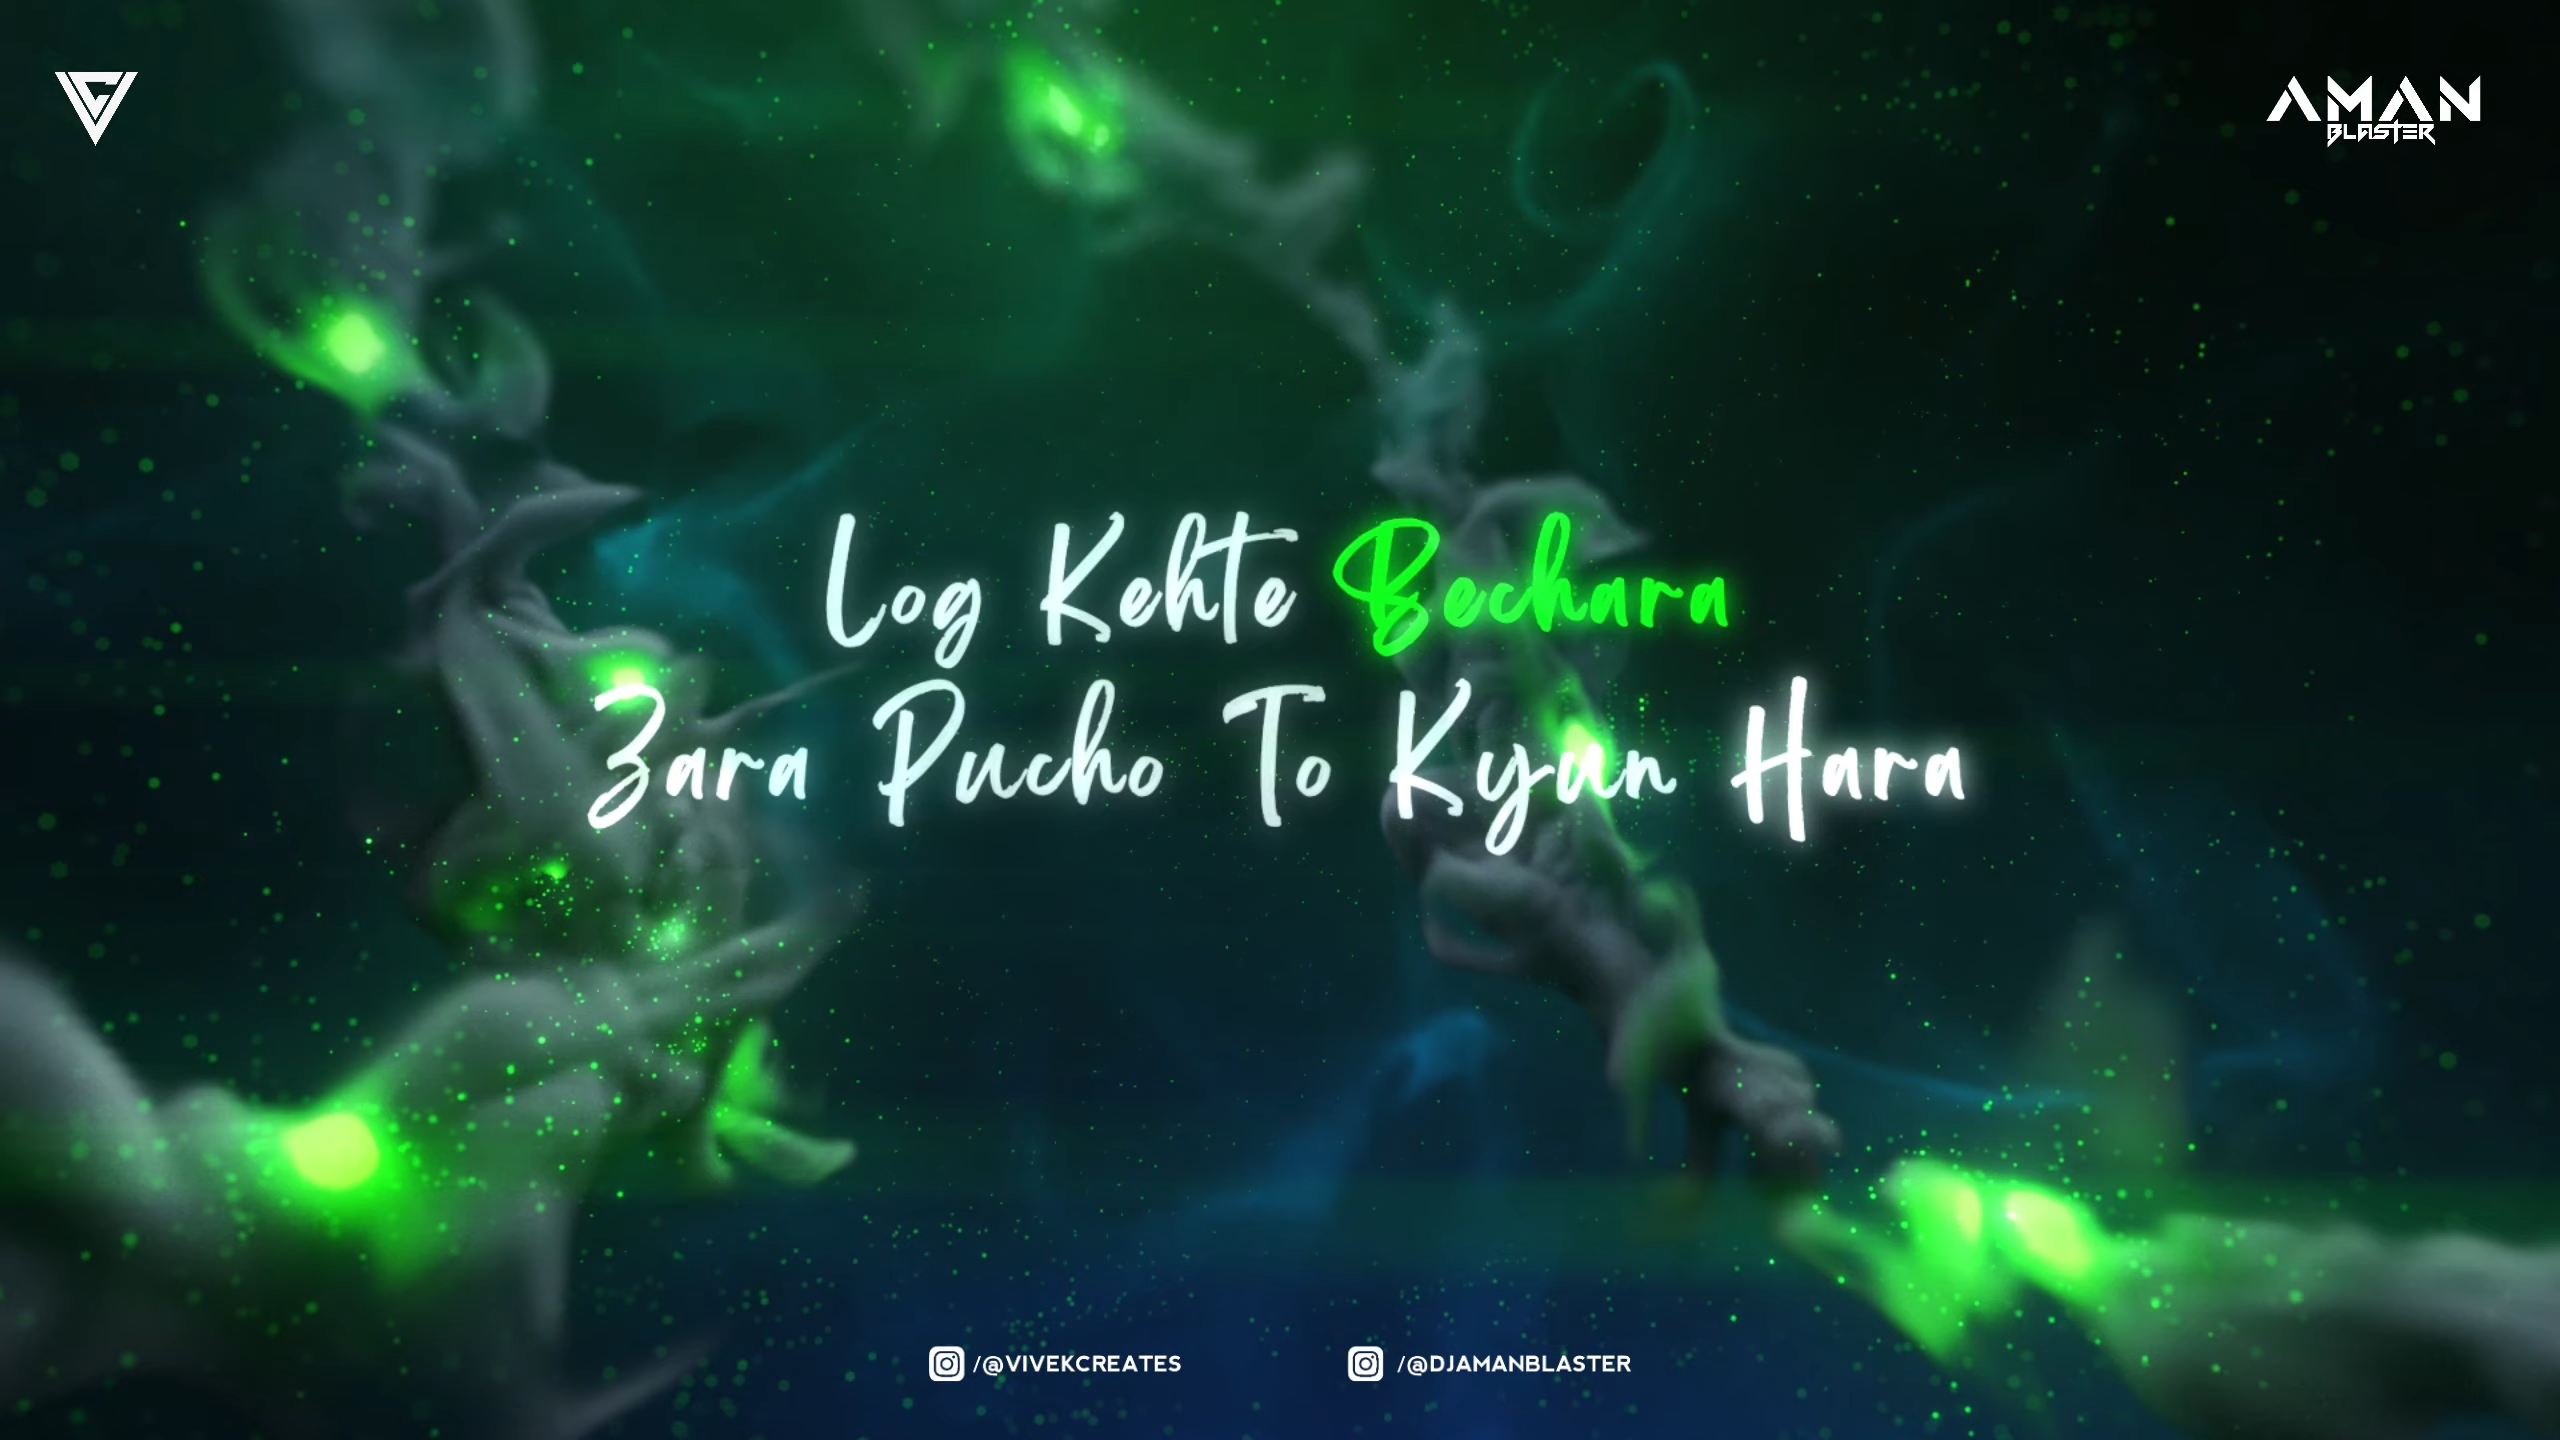 AMAN
BLASTER
Log Kehte Bechara
Zara Pucho To Kyun Hara
/@VIVEKCREATES
/@DJAMANBLASTER